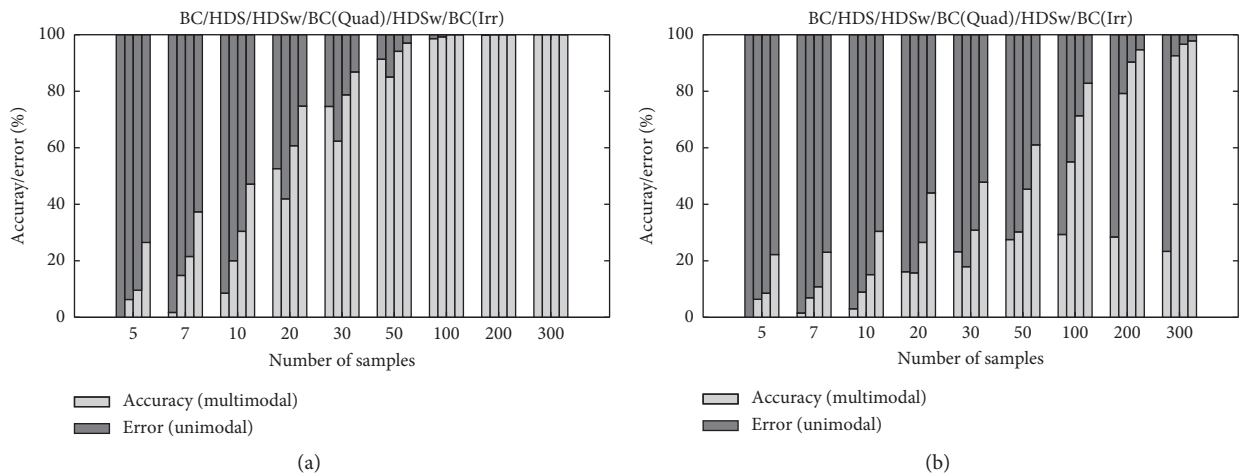 BC/HDS/HDSw/BC(Quad)/HDSw/BC(Irr)
100
80
60
40
20
0
Accuray/error (%)
5 7 10 20 30 50 100 200 300
Number of samples
Accuracy (multimodal)
Error (unimodal)
(a)
BC/HDS/HDSw/BC(Quad)/HDSw/BC(Irr)
100
80
60
40
20
0
Accuray/error (%)
5 7 10 20 30 50 100 200 300
Number of samples
Accuracy (multimodal)
Error (unimodal)
(b)